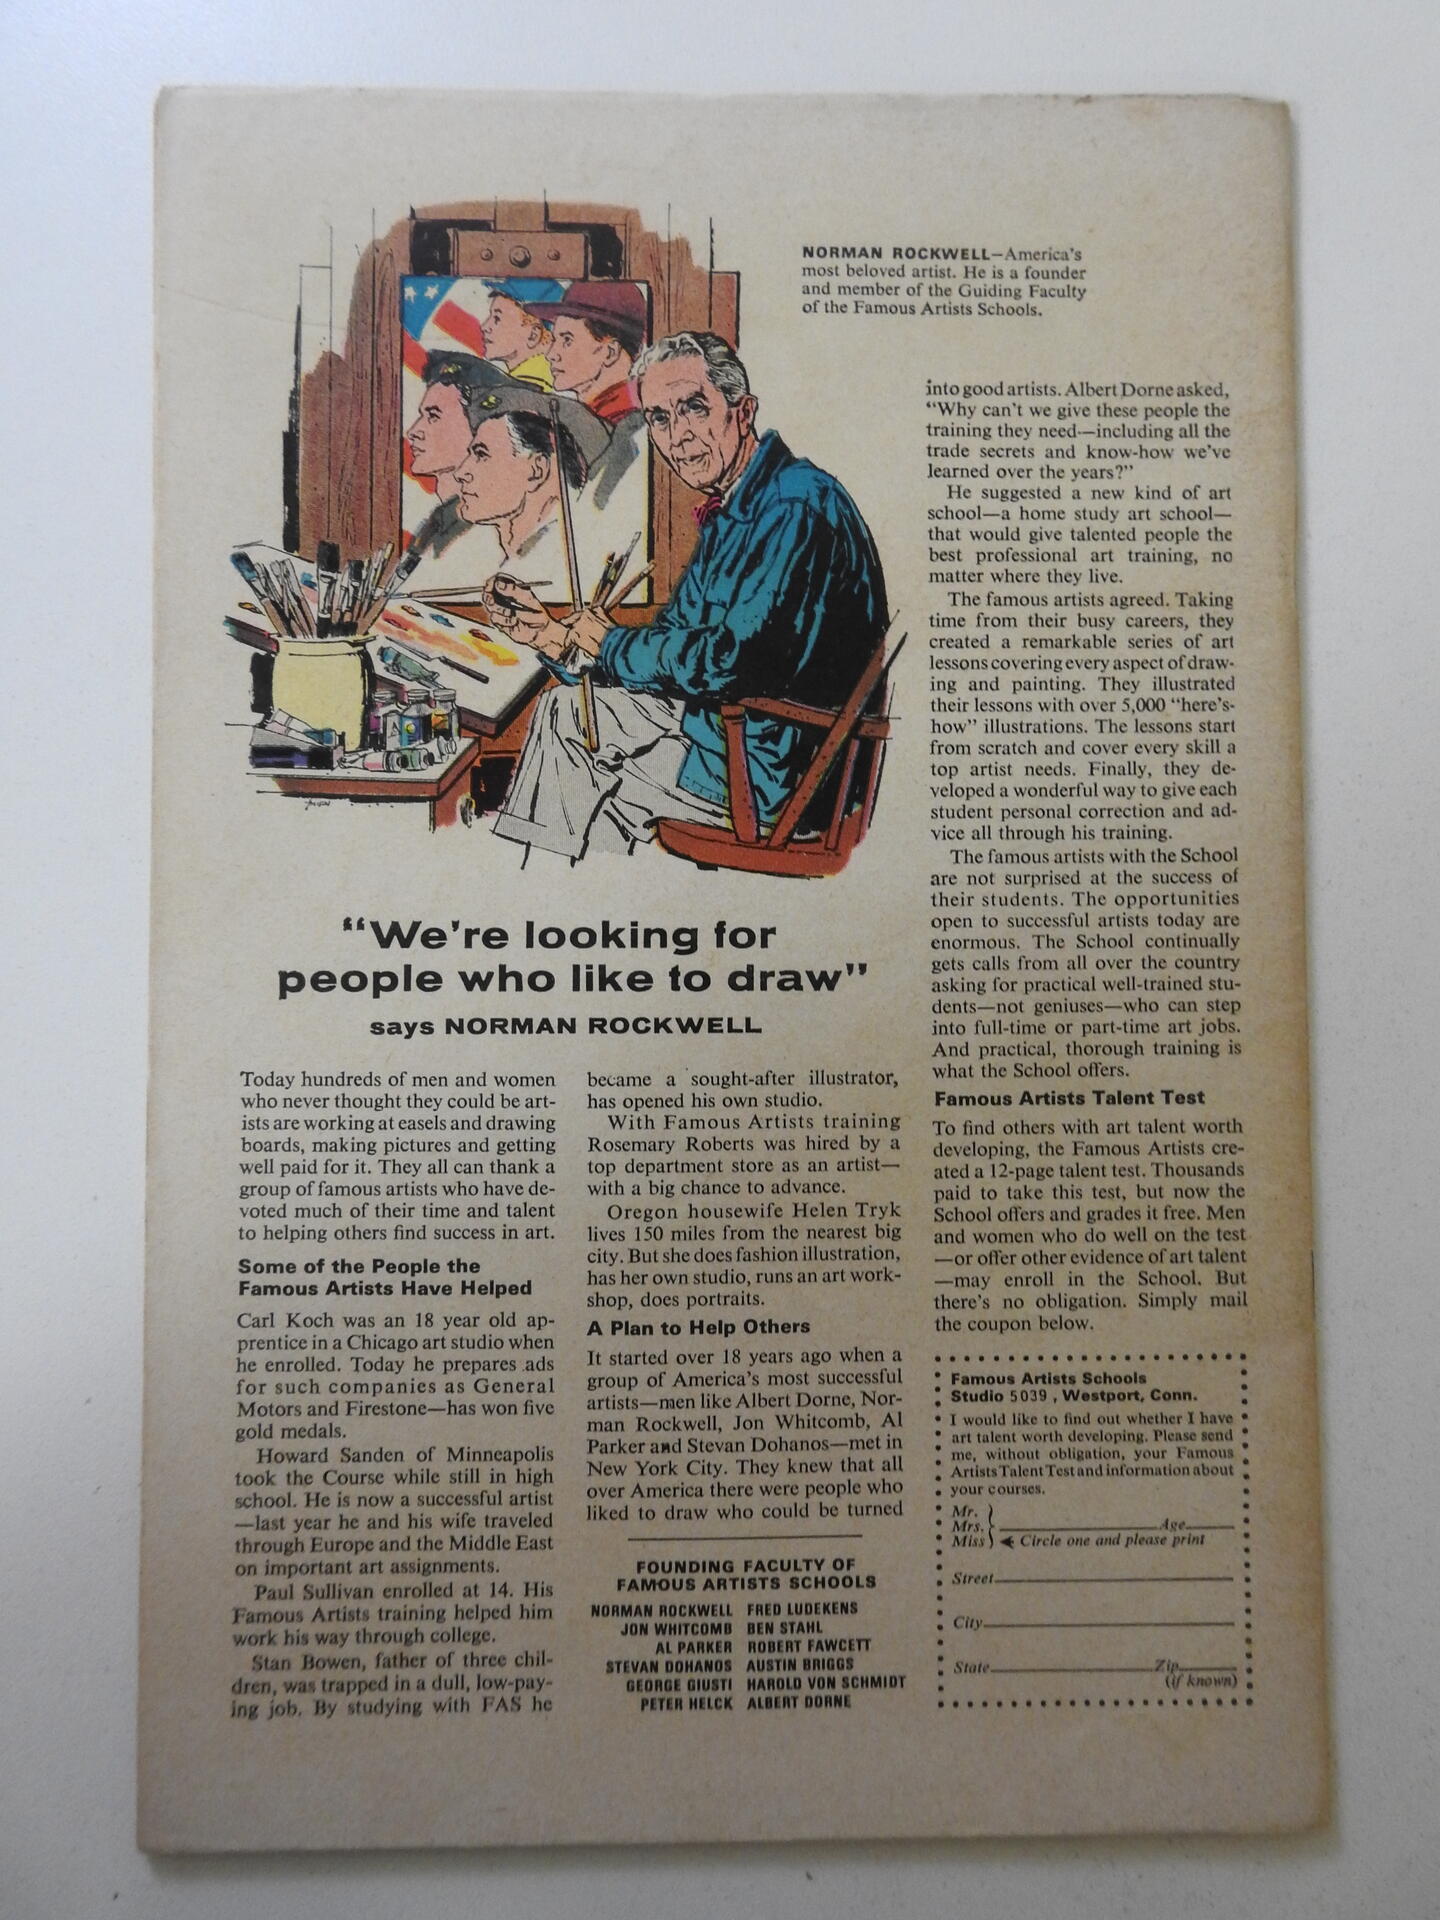 NORMAN ROCKWELL—America's
most beloved artist. He is a founder
and member of the Guiding Faculty
of the Famous Artists Schools.
"We're looking for
people who like to draw"
says NORMAN ROCKWELL
Today hundreds of men and women
who never thought they could be art-
ists are working at easels and drawing
boards, making pictures and getting
well paid for it. They all can thank a
group of famous artists who have de-
voted much of their time and talent
to helping others find success in art.
Some of the People the
Famous Artists Have Helped
Carl Koch was an 18 year old ap-
prentice in a Chicago art studio when
he enrolled. Today he prepares ads
for such companies as General
Motors and Firestone—has won five
gold medals.
Howard Sanden of Minneapolis
took the Course while still in high
school. He is now a successful artist
—last year he and his wife traveled
through Europe and the Middle East
on important art assignments.
Paul Sullivan enrolled at 14. His
Famous Artists training helped him
work his way through college.
Stan Bowen, father of three chil-
dren, was trapped in a dull, low-pay-
ing job. By studying with FAS he
became a sought-after illustrator,
has opened his own studio.
With Famous Artists training
Rosemary Roberts was hired by a
top department store as an artist—
with a big chance to advance.
Oregon housewife Helen Tryk
lives 150 miles from the nearest big
city. But she does fashion illustration,
has her own studio, runs an art work-
shop, does portraits.
A Plan to Help Others
It started over 18 years ago when a
group of America's most successful
artists—men like Albert Dorne, Nor-
man Rockwell, Jon Whitcomb, Al
Parker and Stevan Dohanos—met in
New York City. They knew that all
over America there were people who
liked to draw who could be turned
FOUNDING FACULTY OF
FAMOUS ARTISTS SCHOOLS
NORMAN ROCKWELL FRED LUDEKENS
JON WHITCOMB BEN STAHL
AL PARKER ROBERT FAWCETT
STEVAN DOHANOS AUSTIN BRIGGS
GEORGE GIUSTI HAROLD VON SCHMIDT
PETER HELCK ALBERT DORNE
into good artists. Albert Dorne asked,
"Why can't we give these people the
training they need—including all the
trade secrets and know-how we've
learned over the years?"
He suggested a new kind of art
school—a home study art school—
that would give talented people the
best professional art training, no
matter where they live.
The famous artists agreed. Taking
time from their busy careers, they
created a remarkable series of art
lessons covering every aspect of draw-
ing and painting. They illustrated
their lessons with over 5,000 "here's-
how" illustrations. The lessons start
from scratch and cover every skill a
top artist needs. Finally, they de-
veloped a wonderful way to give each
student personal correction and ad-
vice all through his training.
The famous artists with the School
are not surprised at the success of
their students. The opportunities
open to successful artists today are
enormous. The School continually
gets calls from all over the country
asking for practical well-trained stu-
dents—not geniuses—who can step
into full-time or part-time art jobs.
And practical, thorough training is
what the School offers.
Famous Artists Talent Test
To find others with art talent worth
developing, the Famous Artists cre-
ated a 12-page talent test. Thousands
paid to take this test, but now the
School offers and grades it free. Men
and women who do well on the test
—or offer other evidence of art talent
—may enroll in the School. But
there's no obligation. Simply mail
the coupon below.
Famous Artists Schools
Studio 5039, Westport, Conn.
I would like to find out whether I have
art talent worth developing. Please send
me, without obligation, your Famous
Artists Talent Test and information about
your courses.
Mr.
Mrs. Age
Miss Circle one and please print
Street
City
State Zip
(if known)